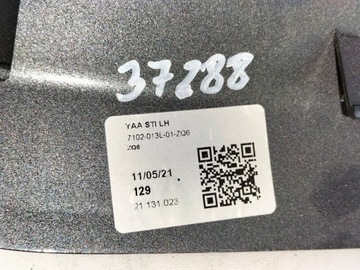 37288
YAA STI LH
7102-013L-01-ZQ6
ZQ6
11/05/21
129
21.131.023